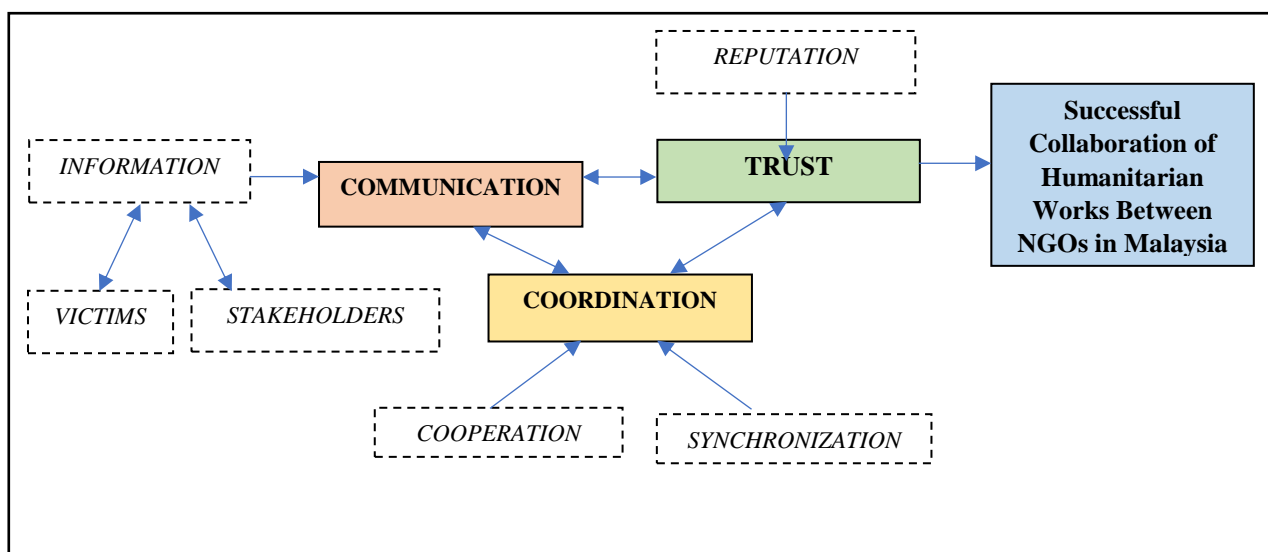 REPUTATION
Successful
Collaboration of
Humanitarian
Works Between
NGOs in Malaysia
INFORMATION
COMMUNICATION
TRUST
VICTIMS
STAKEHOLDERS
COORDINATION
COOPERATION
SYNCHRONIZATION